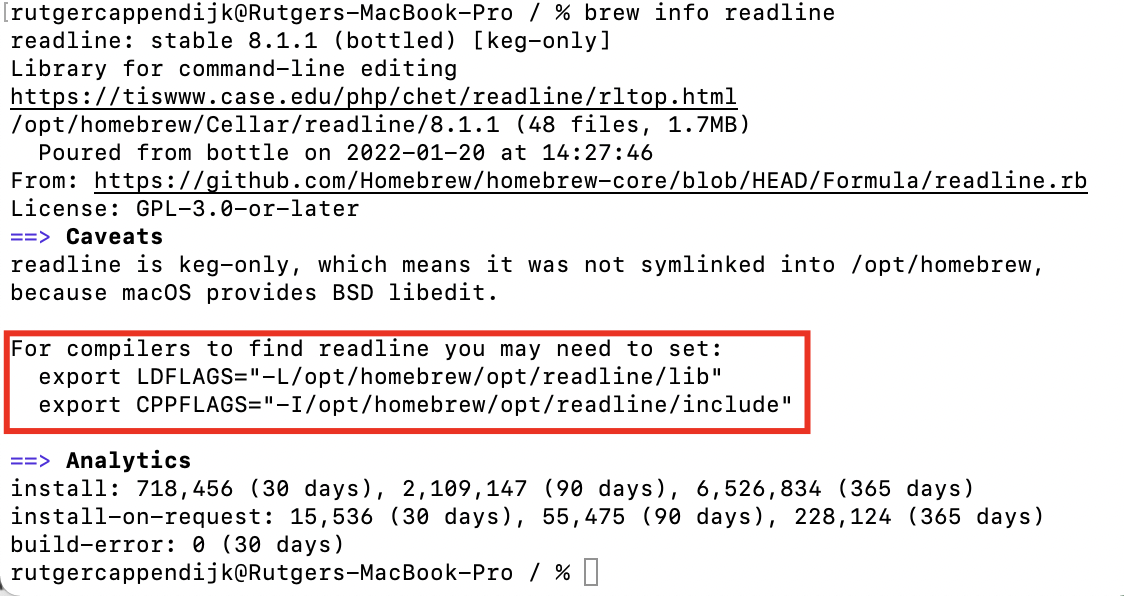 [rutgercappendijk@Rutgers-MacBook-Pro / % brew info readline
readline: stable 8.1.1 (bottled) [keg-only]
Library for command-line editing
https://tiswww.case.edu/php/chet/readline/rltop.html
/opt/homebrew/Cellar/readline/8.1.1 (48 files, 1.7MB)
  Poured from bottle on 2022-01-20 at 14:27:46
From: https://github.com/Homebrew/homebrew-core/blob/HEAD/Formula/readline.rb
License: GPL-3.0-or-later
==> Caveats
readline is keg-only, which means it was not symlinked into /opt/homebrew,
because macOS provides BSD libedit.
For compilers to find readline you may need to set:
  export LDFLAGS="-L/opt/homebrew/opt/readline/lib"
  export CPPFLAGS="-I/opt/homebrew/opt/readline/include"
==> Analytics
install: 718,456 (30 days), 2,109,147 (90 days), 6,526,834 (365 days)
install-on-request: 15,536 (30 days), 55,475 (90 days), 228,124 (365 days)
build-error: 0 (30 days)
rutgercappendijk@Rutgers-MacBook-Pro / %